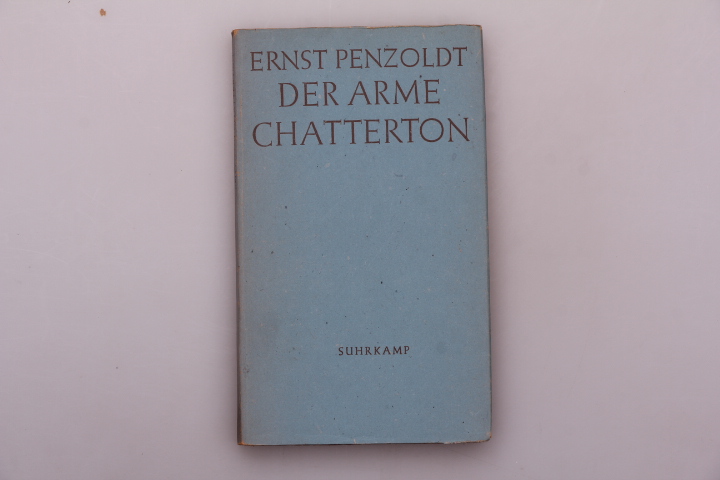 ERNST PENZOLDT
DER ARME
CHATTERTON
SUHRKAMP